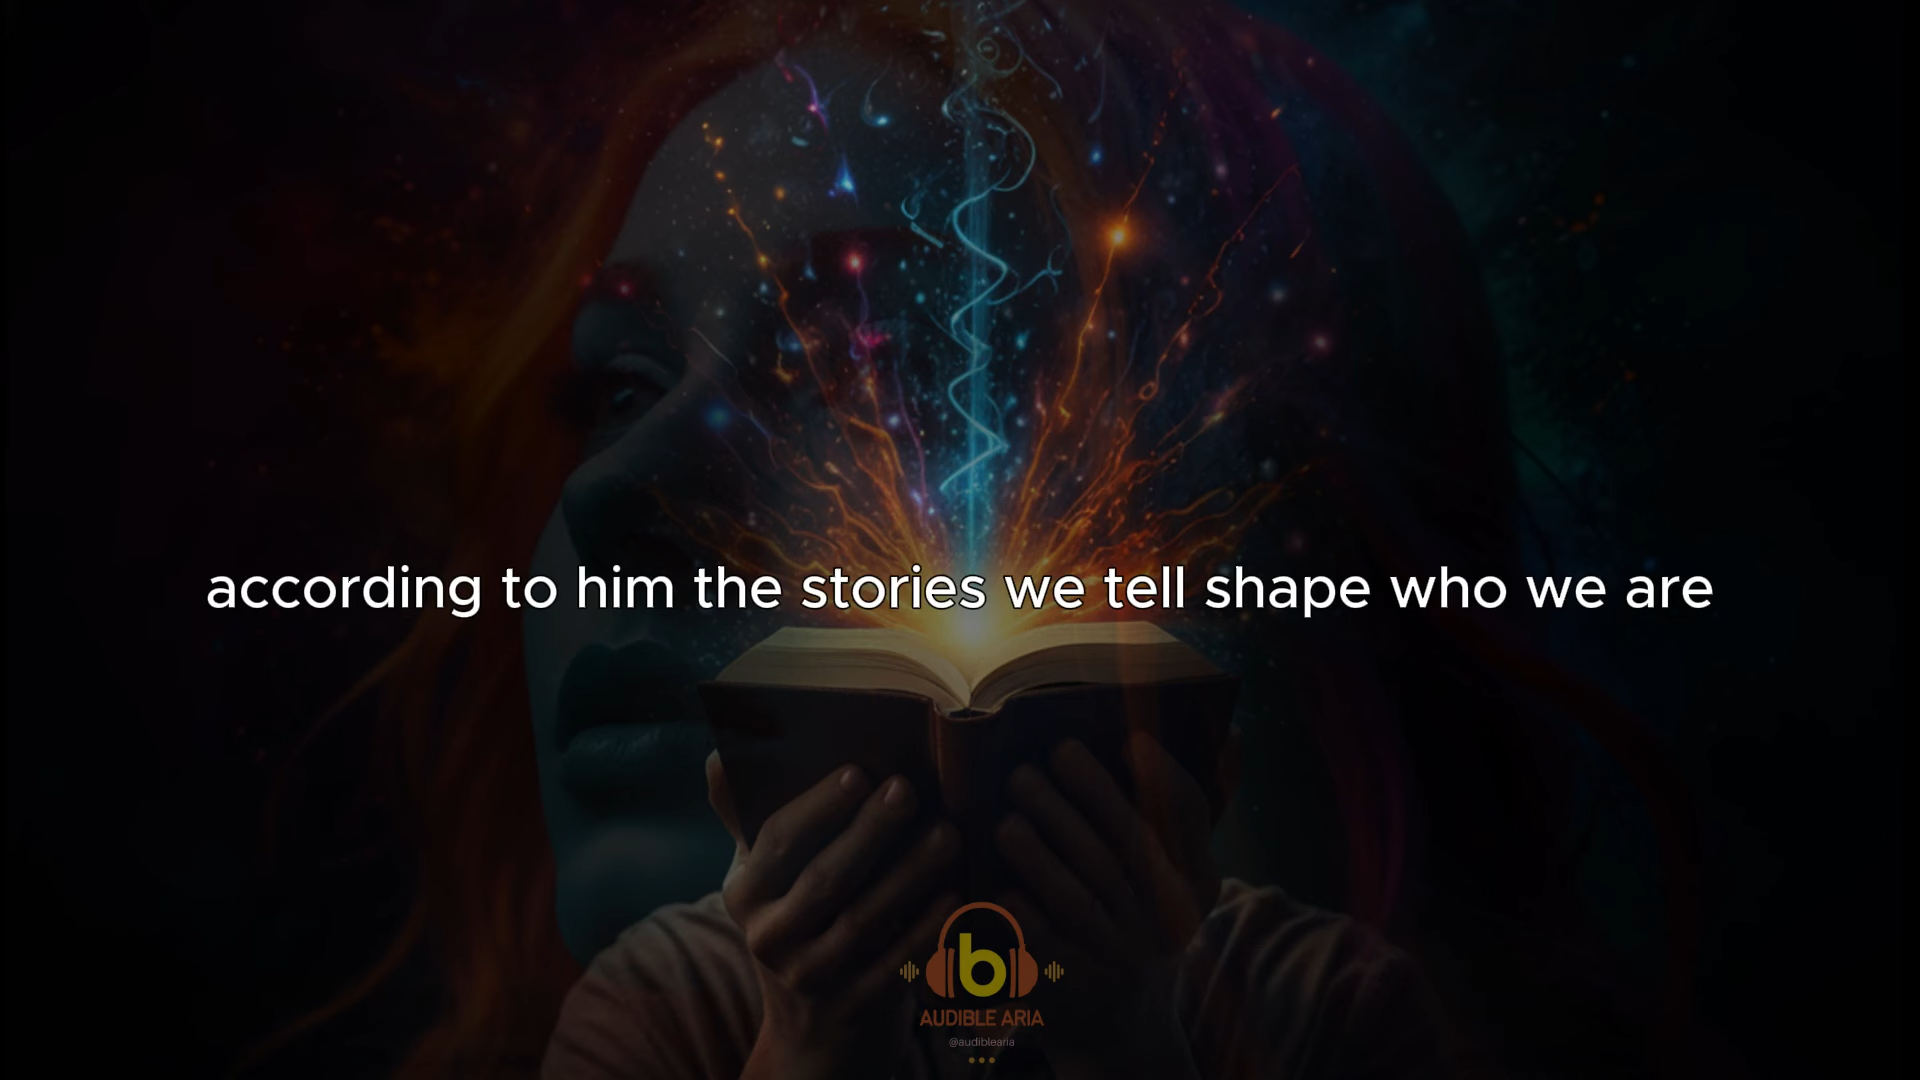 according to him the stories we tell shape who we are
b
AUDIBLE ARIA
@audiblearia